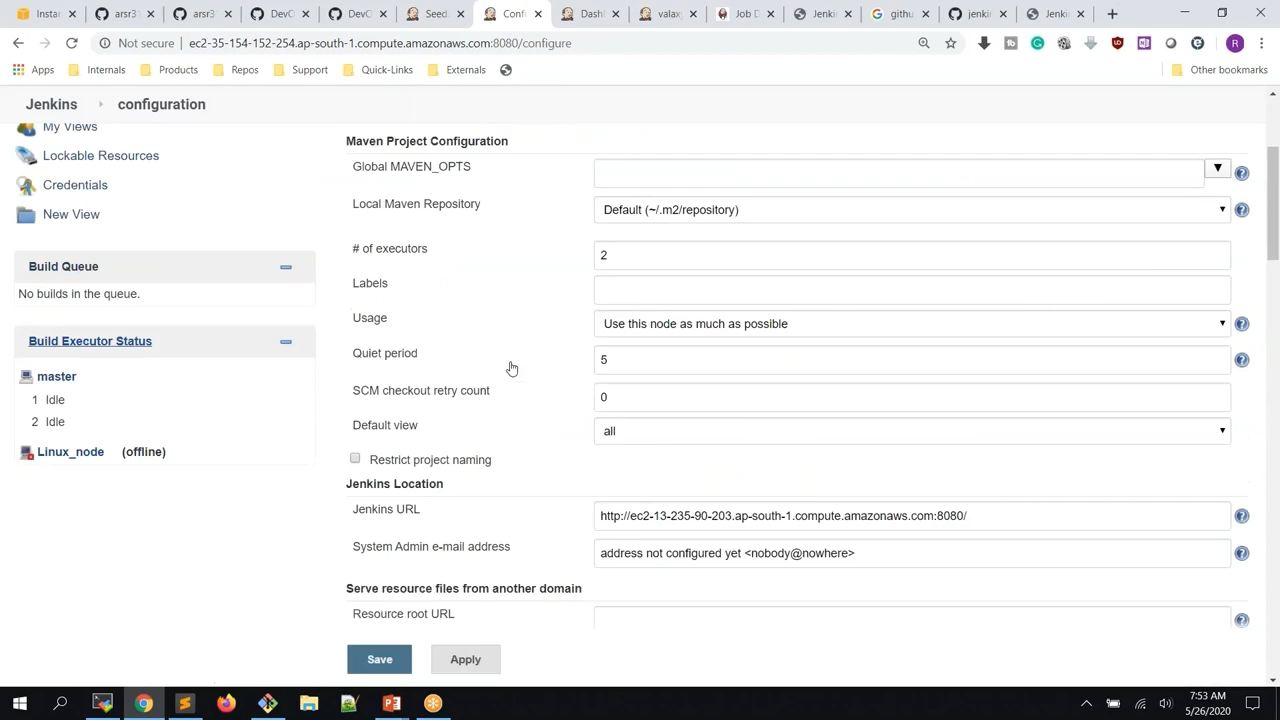 Instan
arsr3
arsr3
DevO
DevO
Seed
Confi
Dash
valax
Job D
Jenki
githu
jenki
Jenki
Not secure
ec2-35-154-152-254.ap-south-1.compute.amazonaws.com:8080/configure
R
Apps
Internals
Products
Repos
Support
Quick-Links
Externals
Other bookmarks
Jenkins
configuration
My Views
Lockable Resources
Credentials
New View
Build Queue
No builds in the queue.
Build Executor Status
master
1 Idle
2 Idle
Linux_node (offline)
Maven Project Configuration
Global MAVEN_OPTS
Local Maven Repository
Default (~/.m2/repository)
# of executors
2
Labels
Usage
Use this node as much as possible
Quiet period
5
SCM checkout retry count
0
Default view
all
Restrict project naming
Jenkins Location
Jenkins URL
http://ec2-13-235-90-203.ap-south-1.compute.amazonaws.com:8080/
System Admin e-mail address
address not configured yet <nobody@nowhere>
Serve resource files from another domain
Resource root URL
Save
Apply
7:53 AM
5/26/2020